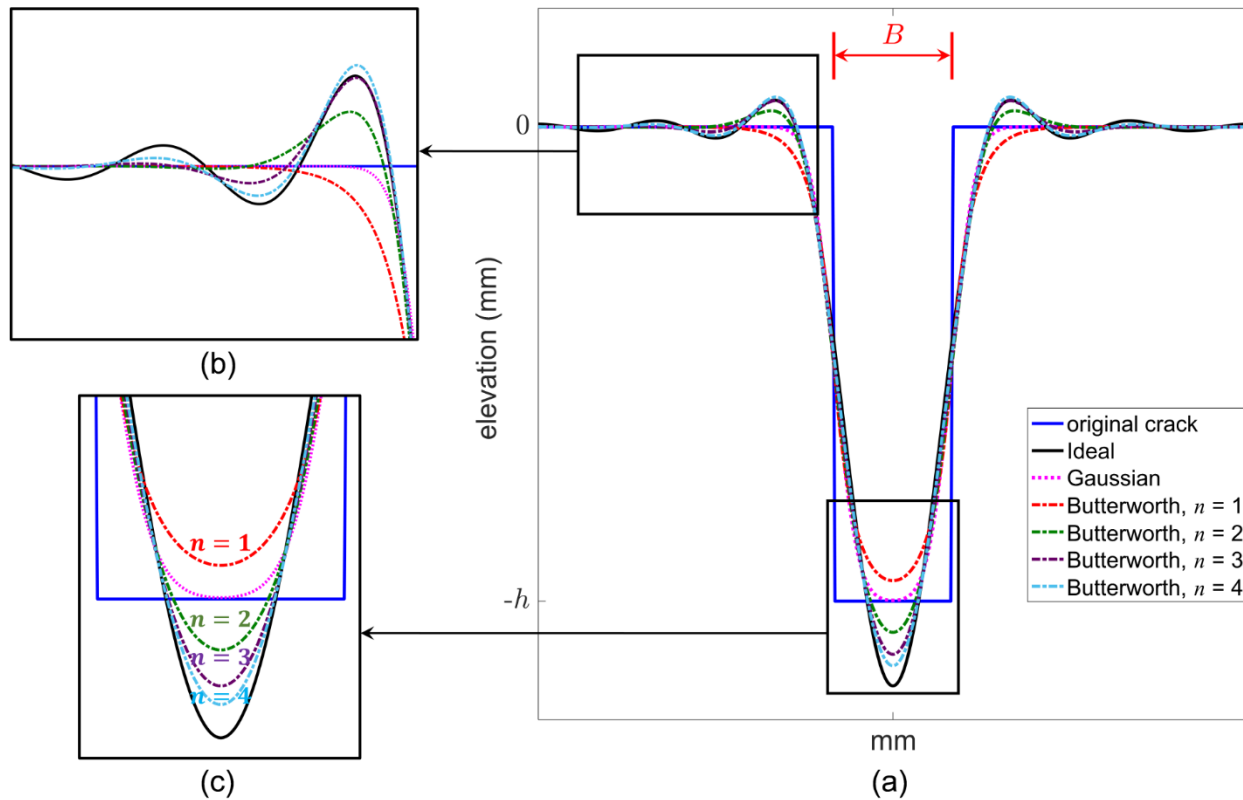 (b)
n = 1
n = 2
n = 3
n = 4
(c)
B
0
elevation (mm)
-h
mm
(a)
original crack
Ideal
Gaussian
Butterworth, n = 1
Butterworth, n = 2
Butterworth, n = 3
Butterworth, n = 4